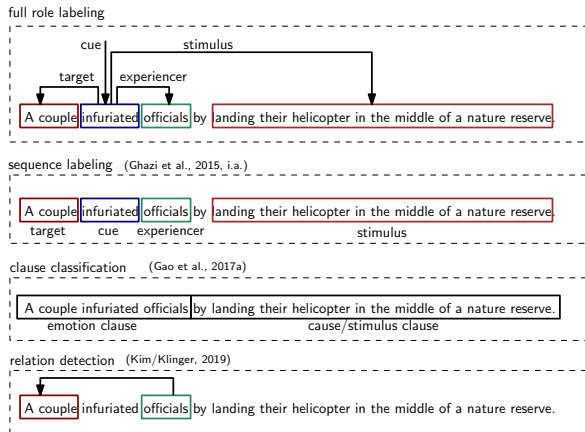 full role labeling
cue
stimulus
target
experiencer
A couple infuriated officials by landing their helicopter in the middle of a nature reserve.
sequence labeling (Ghazi et al., 2015, i.a.)
A couple infuriated officials by landing their helicopter in the middle of a nature reserve.
target cue experiencer stimulus
clause classification (Gao et al., 2017a)
A couple infuriated officials by landing their helicopter in the middle of a nature reserve.
emotion clause cause/stimulus clause
relation detection (Kim/Klinger, 2019)
A couple infuriated officials by landing their helicopter in the middle of a nature reserve.